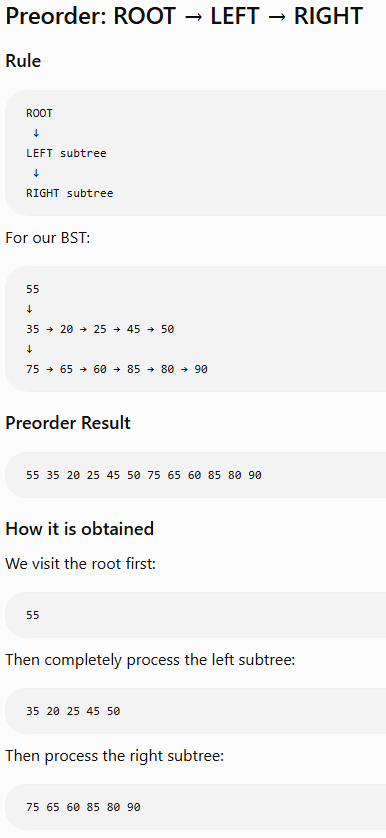 Preorder: ROOT → LEFT → RIGHT
Rule
ROOT
↓
LEFT subtree
↓
RIGHT subtree
For our BST:
55
↓
35 → 20 → 25 → 45 → 50
↓
75 → 65 → 60 → 85 → 80 → 90
Preorder Result
55 35 20 25 45 50 75 65 60 85 80 90
How it is obtained
We visit the root first:
55
Then completely process the left subtree:
35 20 25 45 50
Then process the right subtree:
75 65 60 85 80 90